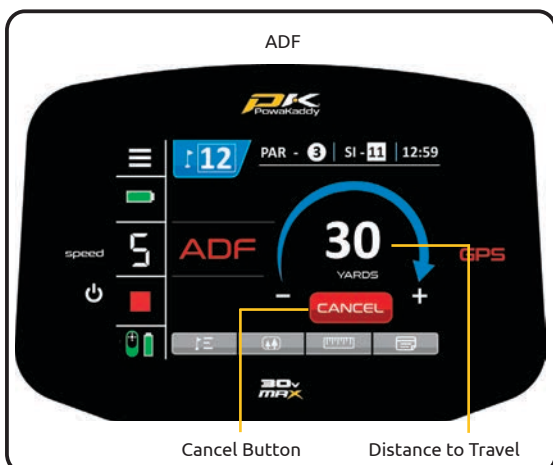 ADF
PK
PowaKaddy
12
PAR - 3 | SI - 11 | 12:59
speed
5
ADF
30
YARDS
GPS
- +
CANCEL
30v
MAX
Cancel Button
Distance to Travel